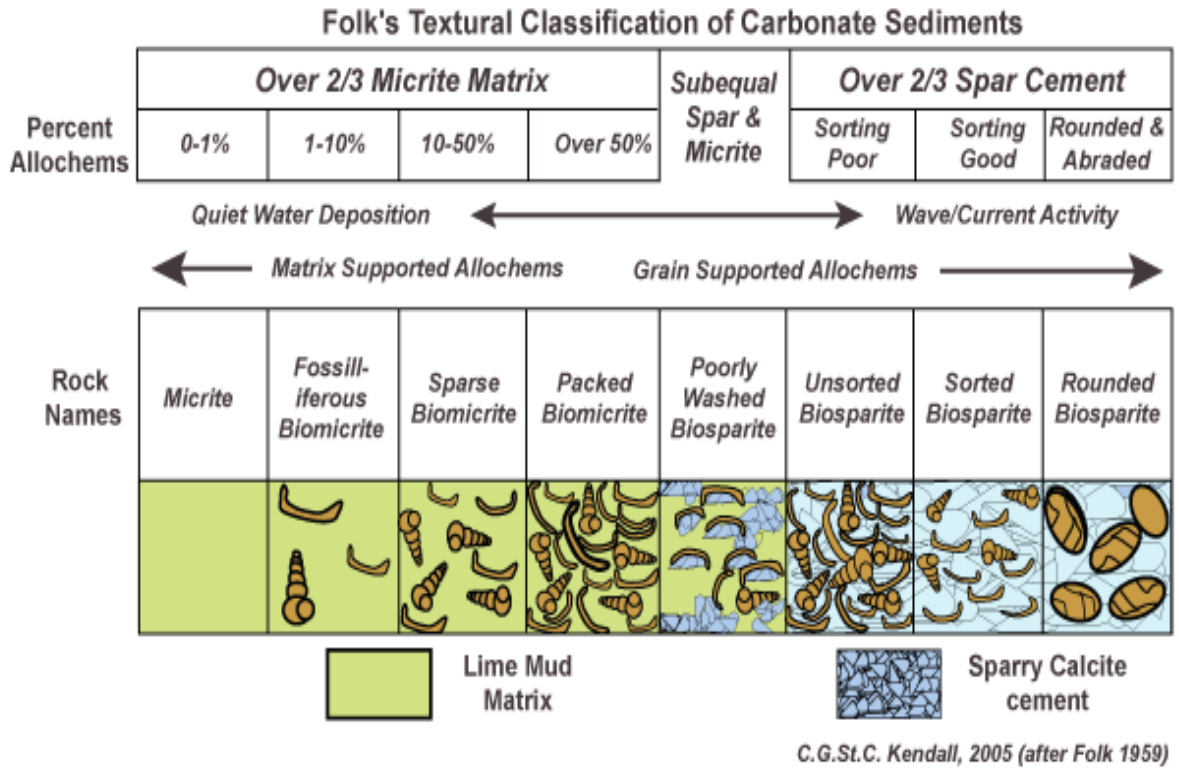 Folk's Textural Classification of Carbonate Sediments
Over 2/3 Micrite Matrix
Subequal
Spar &
Micrite
Over 2/3 Spar Cement
Percent
Allochems
0-1%
1-10%
10-50%
Over 50%
Sorting
Poor
Sorting
Good
Rounded &
Abraded
Quiet Water Deposition
Wave/Current Activity
Matrix Supported Allochems
Grain Supported Allochems
Rock
Names
Micrite
Fossill-
iferous
Biomicrite
Sparse
Biomicrite
Packed
Biomicrite
Poorly
Washed
Biosparite
Unsorted
Biosparite
Sorted
Biosparite
Rounded
Biosparite
Lime Mud
Matrix
Sparry Calcite
cement
C.G.St.C. Kendall, 2005 (after Folk 1959)